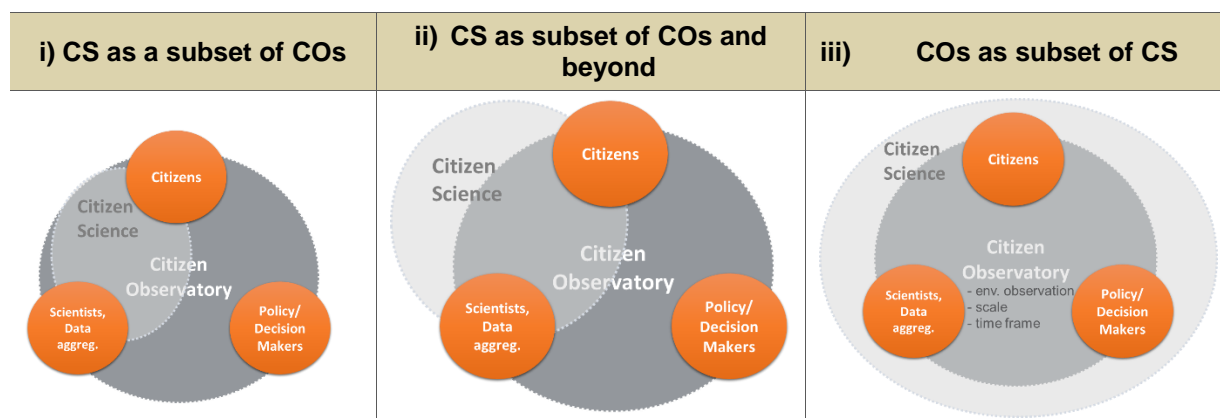 i) CS as a subset of COs
ii) CS as subset of COs and
beyond
iii) COs as subset of CS
Citizens
Citizen
Science
Citizen
Observatory
Scientists,
Data
aggreg.
Policy/
Decision
Makers
Citizens
Citizen
Science
Citizen
Observatory
Scientists,
Data
aggreg.
Policy/
Decision
Makers
Citizens
Citizen
Science
Citizen
Observatory
- env. observation
- scale
- time frame
Scientists,
Data
aggreg.
Policy/
Decision
Makers